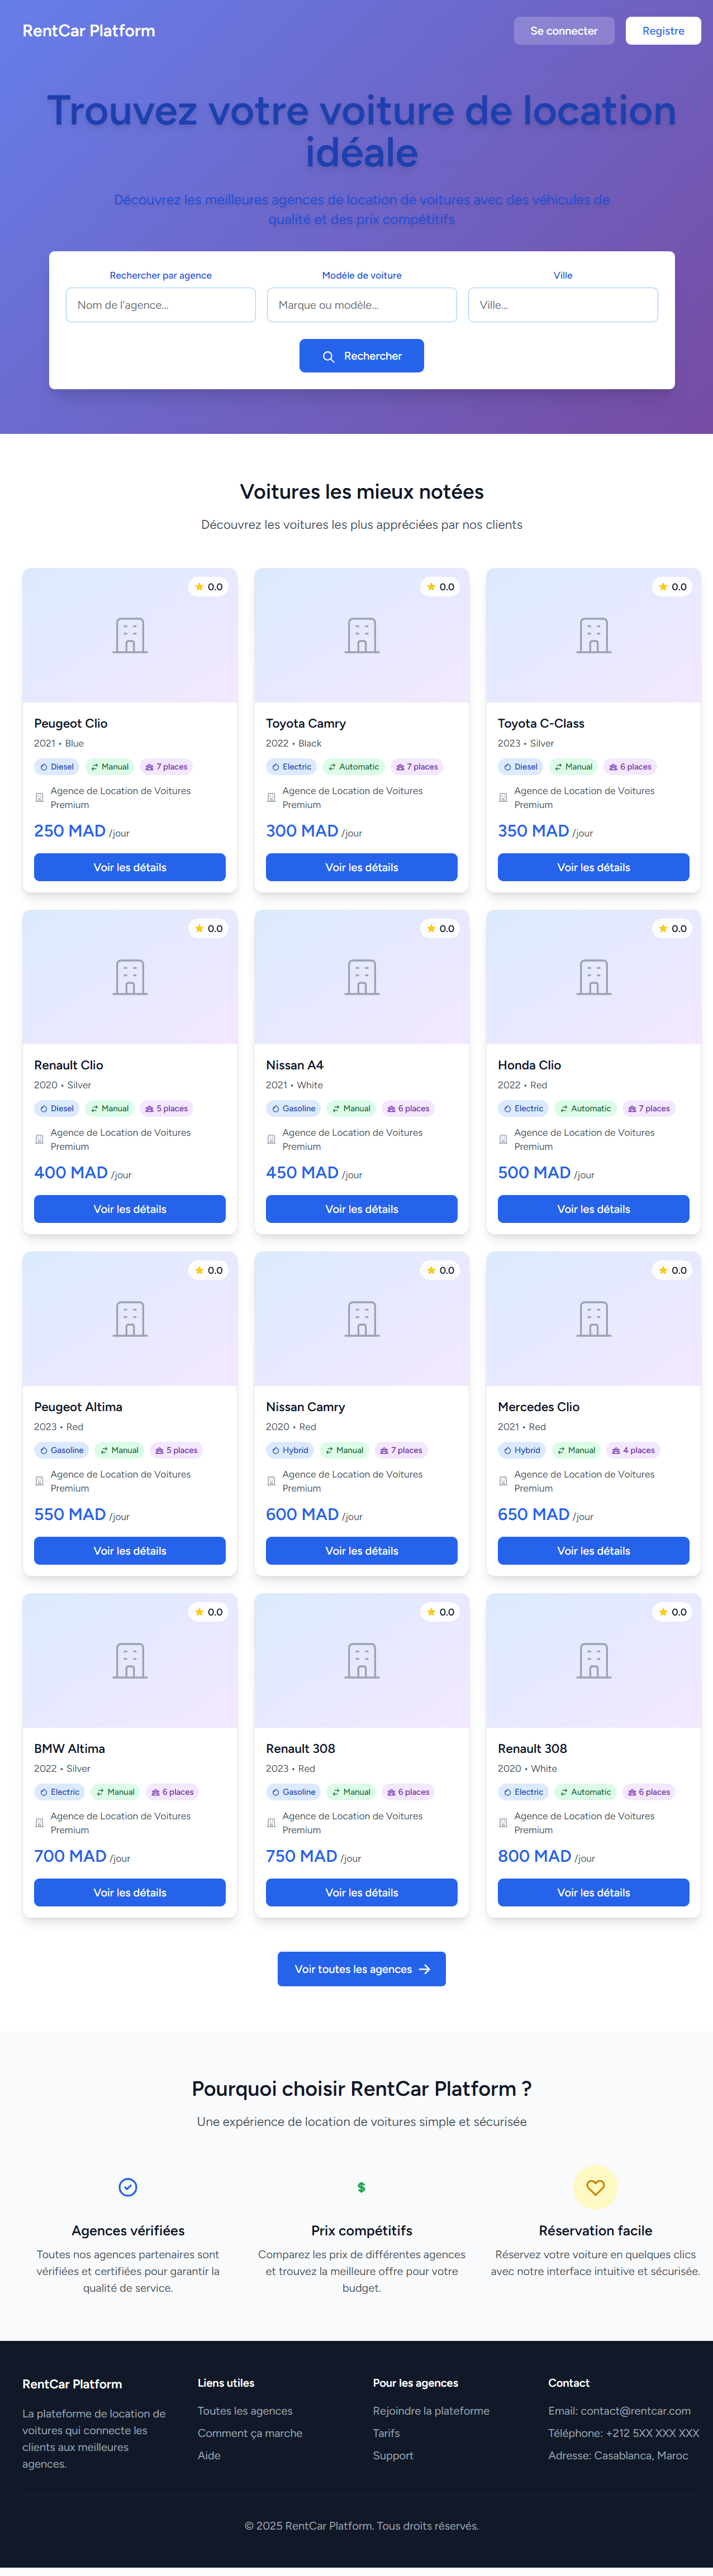 RentCar Platform
Se connecter
Registre
Trouvez votre voiture de location
idéale
Découvrez les meilleures agences de location de voitures avec des véhicules de
qualité et des prix compétitifs
Rechercher par agence
Modèle de voiture
Ville
Nom de l'agence...
Marque ou modèle...
Ville...
Rechercher
Voitures les mieux notées
Découvrez les voitures les plus appréciées par nos clients
0.0
Peugeot Clio
2021 • Blue
Diesel
Manual
7 places
Agence de Location de Voitures
Premium
250 MAD /jour
Voir les détails
0.0
Toyota Camry
2022 • Black
Electric
Automatic
7 places
Agence de Location de Voitures
Premium
300 MAD /jour
Voir les détails
0.0
Toyota C-Class
2023 • Silver
Diesel
Manual
6 places
Agence de Location de Voitures
Premium
350 MAD /jour
Voir les détails
0.0
Renault Clio
2020 • Silver
Diesel
Manual
5 places
Agence de Location de Voitures
Premium
400 MAD /jour
Voir les détails
0.0
Nissan A4
2021 • White
Gasoline
Manual
6 places
Agence de Location de Voitures
Premium
450 MAD /jour
Voir les détails
0.0
Honda Clio
2022 • Red
Electric
Automatic
7 places
Agence de Location de Voitures
Premium
500 MAD /jour
Voir les détails
0.0
Peugeot Altima
2023 • Red
Gasoline
Manual
5 places
Agence de Location de Voitures
Premium
550 MAD /jour
Voir les détails
0.0
Nissan Camry
2020 • Red
Hybrid
Manual
7 places
Agence de Location de Voitures
Premium
600 MAD /jour
Voir les détails
0.0
Mercedes Clio
2021 • Red
Hybrid
Manual
4 places
Agence de Location de Voitures
Premium
650 MAD /jour
Voir les détails
0.0
BMW Altima
2022 • Silver
Electric
Manual
6 places
Agence de Location de Voitures
Premium
700 MAD /jour
Voir les détails
0.0
Renault 308
2023 • Red
Gasoline
Manual
6 places
Agence de Location de Voitures
Premium
750 MAD /jour
Voir les détails
0.0
Renault 308
2020 • White
Electric
Automatic
6 places
Agence de Location de Voitures
Premium
800 MAD /jour
Voir les détails
Voir toutes les agences
Pourquoi choisir RentCar Platform ?
Une expérience de location de voitures simple et sécurisée
Agences vérifiées
Toutes nos agences partenaires sont
vérifiées et certifiées pour garantir la
qualité de service.
$
Prix compétitifs
Comparez les prix de différentes agences
et trouvez la meilleure offre pour votre
budget.
Réservation facile
Réservez votre voiture en quelques clics
avec notre interface intuitive et sécurisée.
RentCar Platform
La plateforme de location de
voitures qui connecte les
clients aux meilleures
agences.
Liens utiles
Toutes les agences
Comment ça marche
Aide
Pour les agences
Rejoindre la plateforme
Tarifs
Support
Contact
Email: contact@rentcar.com
Téléphone: +212 5XX XXX XXX
Adresse: Casablanca, Maroc
© 2025 RentCar Platform. Tous droits réservés.